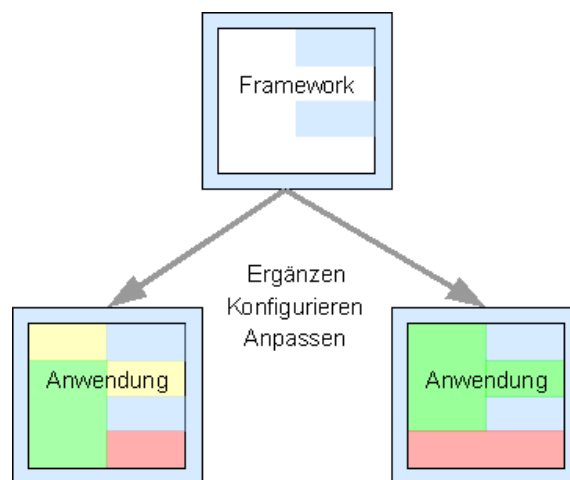 Framework
Ergänzen
Konfigurieren
Anpassen
Anwendung
Anwendung